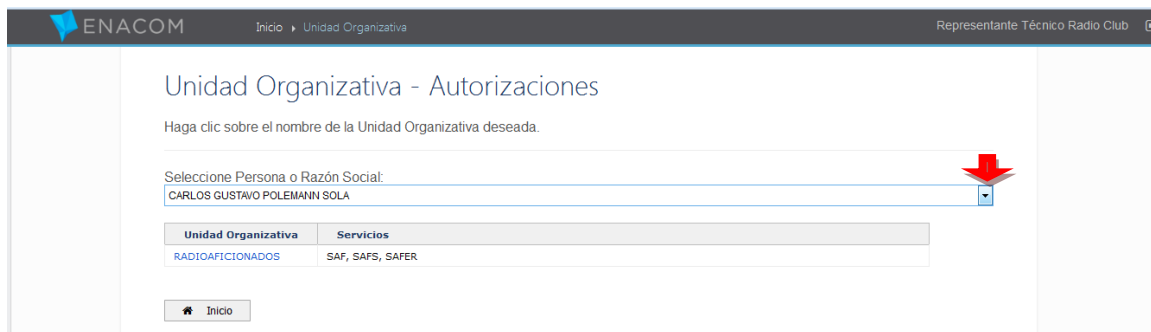 ENACOM Inicio Unidad Organizativa Representante Técnico Radio Club
Unidad Organizativa - Autorizaciones
Haga clic sobre el nombre de la Unidad Organizativa deseada.
Seleccione Persona o Razón Social:
CARLOS GUSTAVO POLEMANN SOLA
Unidad Organizativa Servicios
RADIOAFICIONADOS SAF, SAFS, SAFER
Inicio